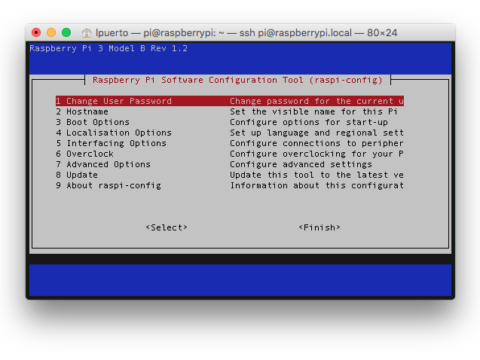 lpuerto — pi@raspberrypi: ~ — ssh pi@raspberrypi.local — 80×24
Raspberry Pi 3 Model B Rev 1.2
Raspberry Pi Software Configuration Tool (raspi-config)
1 Change User Password Change password for the current u
2 Hostname Set the visible name for this Pi
3 Boot Options Configure options for start-up
4 Localisation Options Set up language and regional sett
5 Interfacing Options Configure connections to peripher
6 Overclock Configure overclocking for your P
7 Advanced Options Configure advanced settings
8 Update Update this tool to the latest ve
9 About raspi-config Information about this configurat
<Select> <Finish>